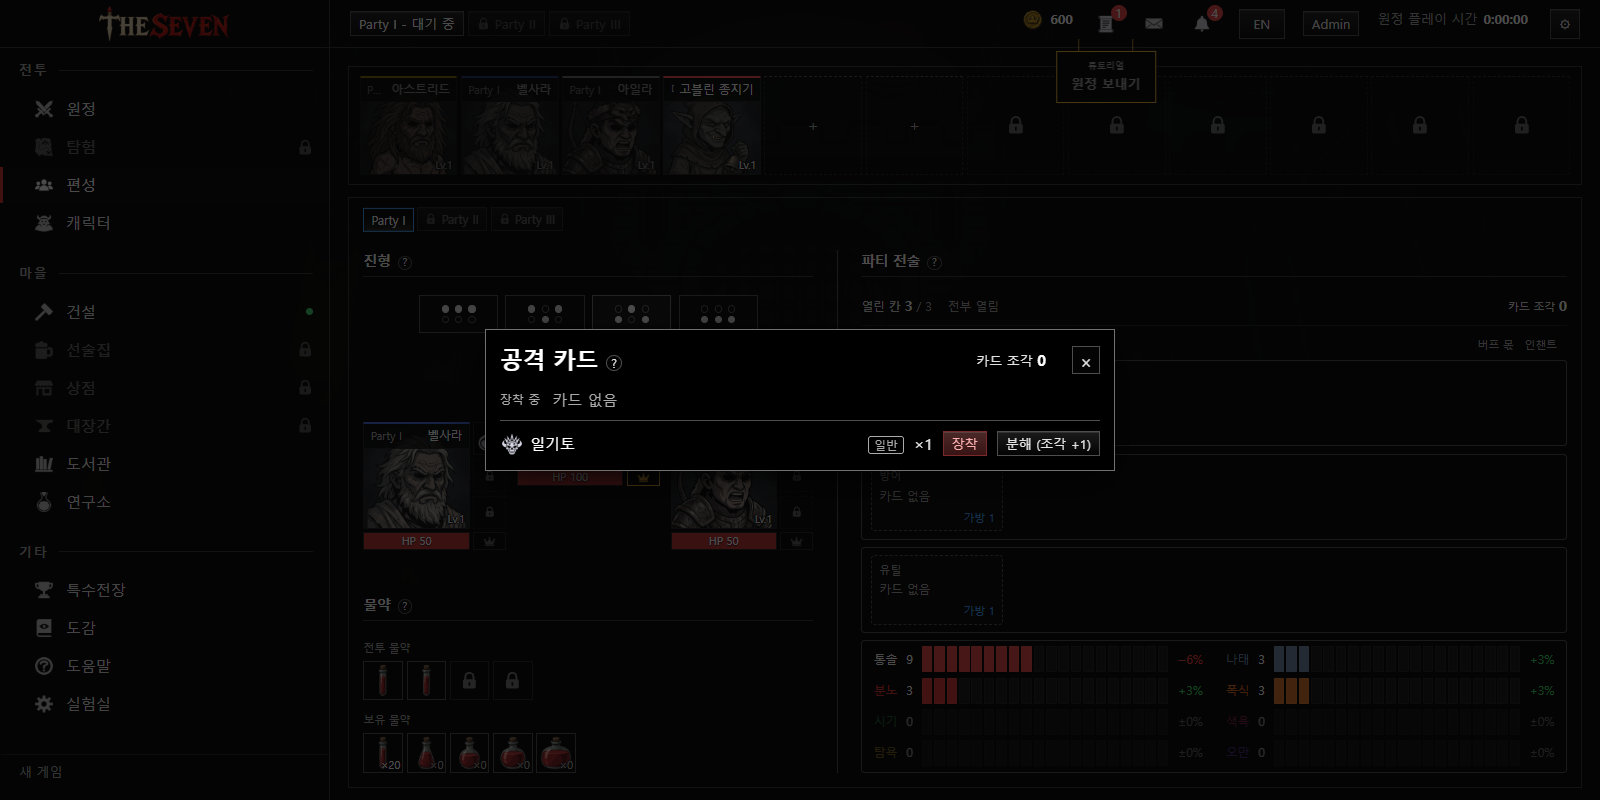 THESEVEN
Party I - 대기 중
Party II
Party III
600
1
4
EN
Admin
원정 플레이 시간 0:00:00
튜토리얼
원정 보내기
전투
원정
탐험
편성
캐릭터
마을
건설
선술집
상점
대장간
도서관
연구소
기타
특수전장
도감
도움말
실험실
새 게임
P... 아스트리드
Lv.1
Party I 벨사라
Lv.1
Party I 아일라
Lv.1
고블린 종지기
Lv.1
+
+
Party I
Party II
Party III
진형 ?
파티 전술 ?
열린 칸 3 / 3 전부 열림
카드 조각 0
버프 몫 인챈트
공격 카드 ?
카드 조각 0
×
장착 중 카드 없음
일기토
일반
×1
장착
분해 (조각 +1)
Party I 벨사라
Lv.1
HP 50
HP 100
Lv.1
HP 50
방어
카드 없음
가방 1
유틸
카드 없음
가방 1
물약 ?
전투 물약
보유 물약
×20
×0
×0
×0
×0
통솔 9 −6%
나태 3 +3%
분노 3 +3%
폭식 3 +3%
시기 0 ±0%
색욕 0 ±0%
탐욕 0 ±0%
오만 0 ±0%